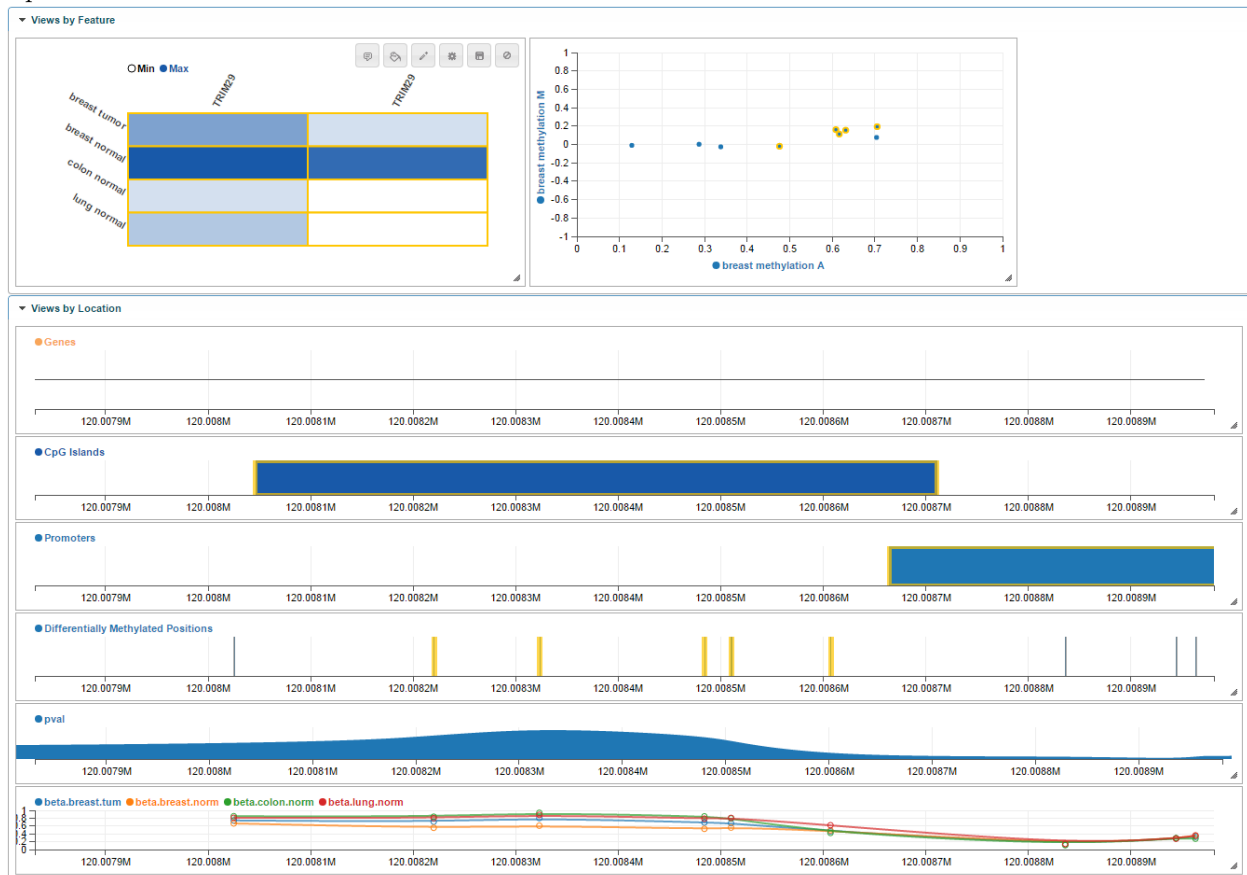 Views by Feature
Min Max
TRIM29 TRIM29
breast tumor
breast normal
colon normal
lung normal
breast methylation M
1
0.8
0.6
0.4
0.2
0
-0.2
-0.4
-0.6
-0.8
-1
0 0.1 0.2 0.3 0.4 0.5 0.6 0.7 0.8 0.9 1
breast methylation A
Views by Location
Genes
120.0079M 120.008M 120.0081M 120.0082M 120.0083M 120.0084M 120.0085M 120.0086M 120.0087M 120.0088M 120.0089M
CpG Islands
120.0079M 120.008M 120.0081M 120.0082M 120.0083M 120.0084M 120.0085M 120.0086M 120.0087M 120.0088M 120.0089M
Promoters
120.0079M 120.008M 120.0081M 120.0082M 120.0083M 120.0084M 120.0085M 120.0086M 120.0087M 120.0088M 120.0089M
Differentially Methylated Positions
120.0079M 120.008M 120.0081M 120.0082M 120.0083M 120.0084M 120.0085M 120.0086M 120.0087M 120.0088M 120.0089M
pval
120.0079M 120.008M 120.0081M 120.0082M 120.0083M 120.0084M 120.0085M 120.0086M 120.0087M 120.0088M 120.0089M
beta.breast.tum beta.breast.norm beta.colon.norm beta.lung.norm
1
0
120.0079M 120.008M 120.0081M 120.0082M 120.0083M 120.0084M 120.0085M 120.0086M 120.0087M 120.0088M 120.0089M